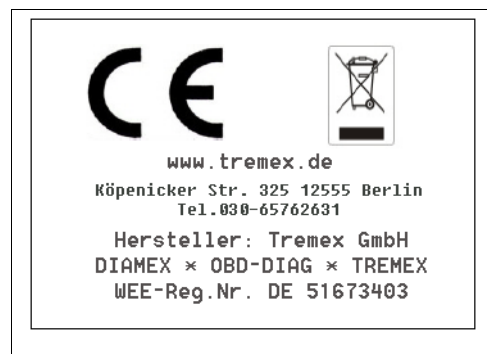 CE
www.tremex.de
Köpenicker Str. 325 12555 Berlin
Tel.030-65762631
Hersteller: Tremex GmbH
DIAMEX × OBD-DIAG × TREMEX
WEE-Reg.Nr. DE 51673403